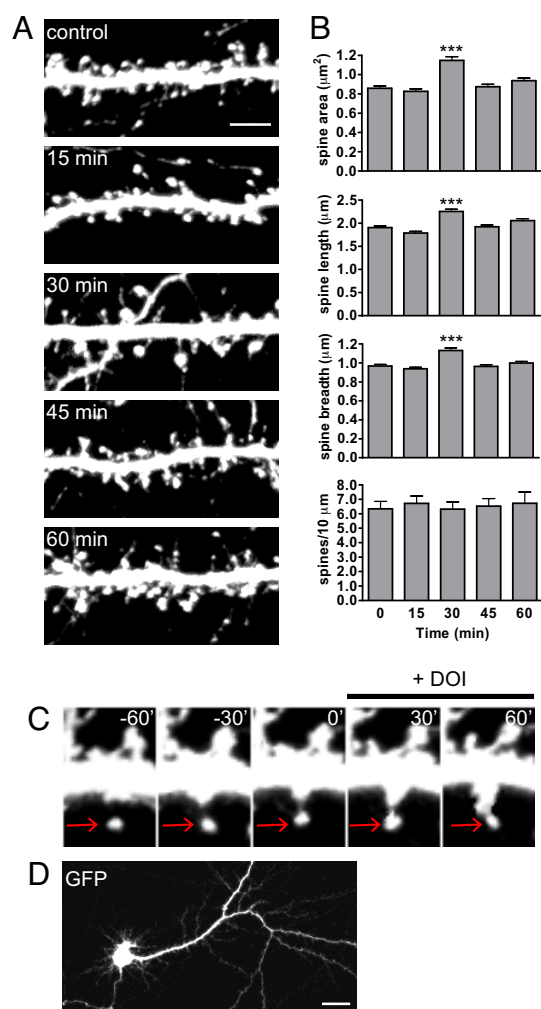 A
control
15 min
30 min
45 min
60 min
B
spine area (μm²)
1.2
1.0
0.8
0.6
0.4
0.2
0.0
***
spine length (μm)
2.5
2.0
1.5
1.0
0.5
0.0
***
spine breadth (μm)
1.2
1.0
0.8
0.6
0.4
0.2
0.0
***
spines/10 μm
8.0
7.0
6.0
5.0
4.0
3.0
2.0
1.0
0.0
0 15 30 45 60
Time (min)
+ DOI
C
-60’ -30’ 0’ 30’ 60’
D
GFP